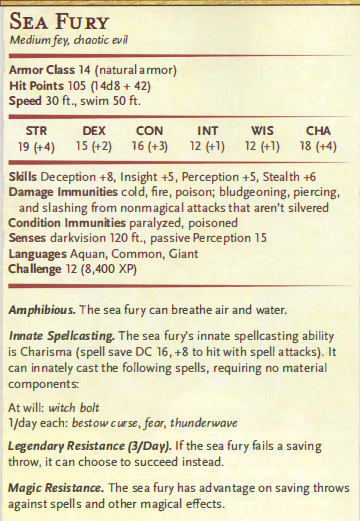 SEA FURY
Medium fey, chaotic evil
Armor Class 14 (natural armor)
Hit Points 105 (14d8 + 42)
Speed 30 ft., swim 50 ft.
STR DEX CON INT WIS CHA
19 (+4) 15 (+2) 16 (+3) 12 (+1) 12 (+1) 18 (+4)
Skills Deception +8, Insight +5, Perception +5, Stealth +6
Damage Immunities cold, fire, poison; bludgeoning, piercing,
and slashing from nonmagical attacks that aren't silvered
Condition Immunities paralyzed, poisoned
Senses darkvision 120 ft., passive Perception 15
Languages Aquan, Common, Giant
Challenge 12 (8,400 XP)
Amphibious. The sea fury can breathe air and water.
Innate Spellcasting. The sea fury's innate spellcasting ability
is Charisma (spell save DC 16, +8 to hit with spell attacks). It
can innately cast the following spells, requiring no material
components:
At will: witch bolt
1/day each: bestow curse, fear, thunderwave
Legendary Resistance (3/Day). If the sea fury fails a saving
throw, it can choose to succeed instead.
Magic Resistance. The sea fury has advantage on saving throws
against spells and other magical effects.